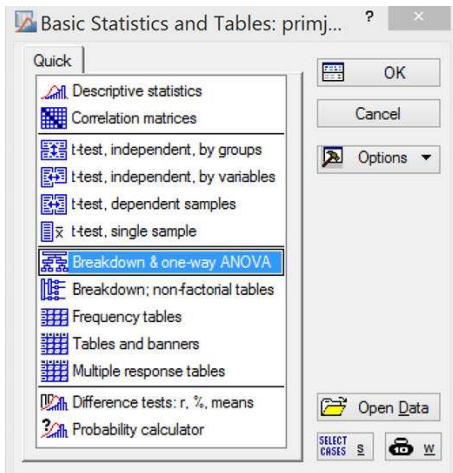 Basic Statistics and Tables: primj... ?
Quick
Descriptive statistics
Correlation matrices
t-test, independent, by groups
t-test, independent, by variables
t-test, dependent samples
t-test, single sample
Breakdown & one-way ANOVA
Breakdown; non-factorial tables
Frequency tables
Tables and banners
Multiple response tables
Difference tests: r, %, means
Probability calculator
OK
Cancel
Options
Open Data
SELECT CASES S
W